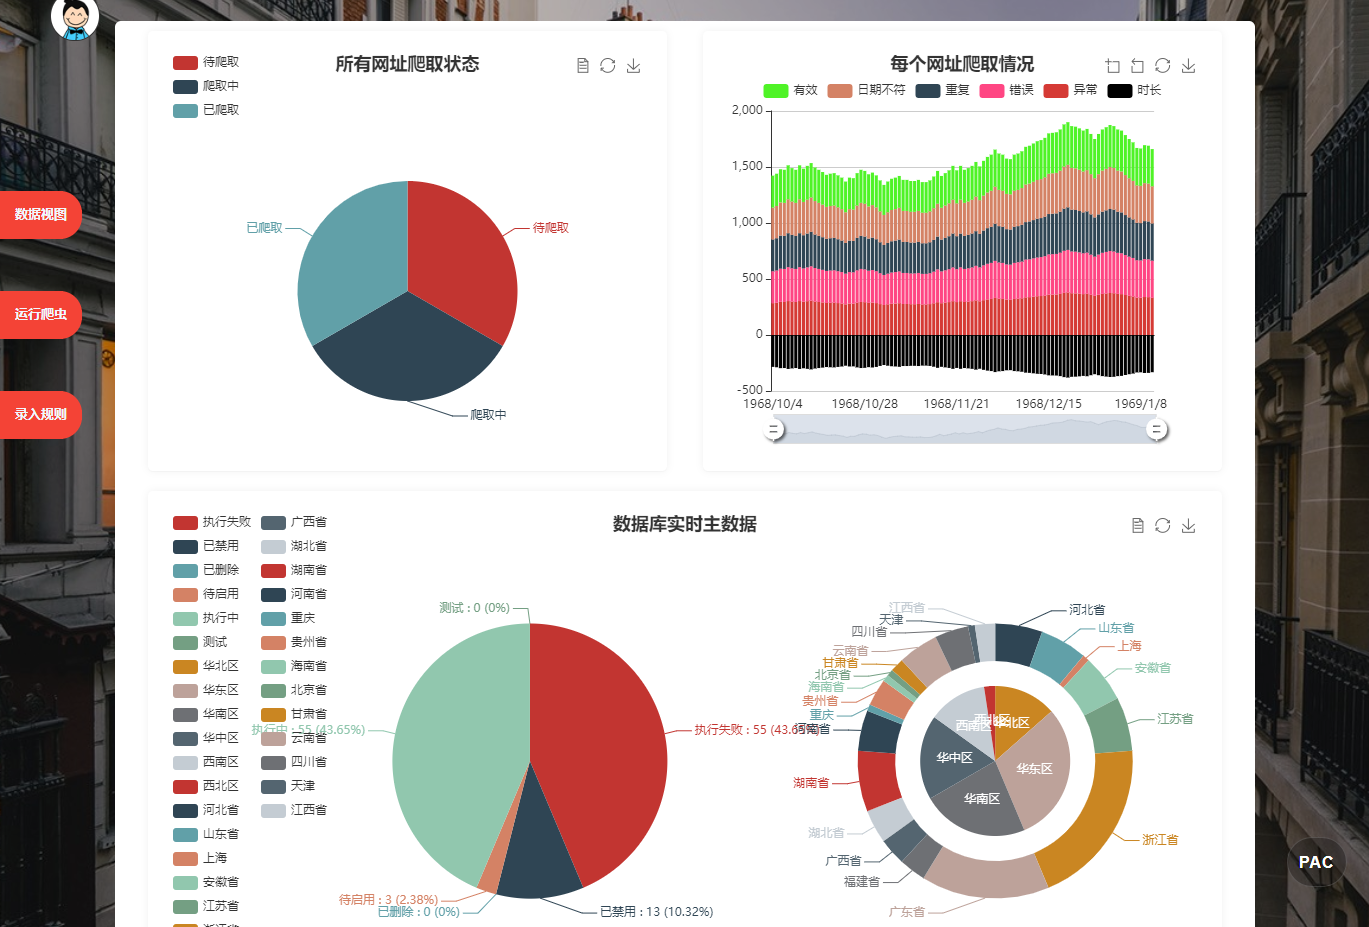 数据视图
运行爬虫
录入规则
所有网址爬取状态
待爬取
爬取中
已爬取
已爬取
待爬取
爬取中
每个网址爬取情况
有效 日期不符 重复 错误 异常 时长
2,000
1,500
1,000
500
0
-500
1968/10/4 1968/10/28 1968/11/21 1968/12/15 1969/1/8
数据库实时主数据
执行失败 广西省
已禁用 湖北省
已删除 湖南省
待启用 河南省
执行中 重庆
测试 贵州省
华北区 海南省
华东区 北京省
华南区 甘肃省
华中区 云南省
西南区 四川省
西北区 天津
河北省 江西省
山东省
上海
安徽省
江苏省
浙江省
测试 : 0 (0%)
执行中 : 55 (43.65%)
执行失败 : 55 (43.65%)
待启用 : 3 (2.38%)
已删除 : 0 (0%)
已禁用 : 13 (10.32%)
江西省
天津
四川省
云南省
甘肃省
北京省
海南省
贵州省
重庆
河南省
湖南省
湖北省
广西省
福建省
广东省
河北省
山东省
上海
安徽省
江苏省
浙江省
西南区
西北区
华北区
华中区
华东区
华南区
PAC